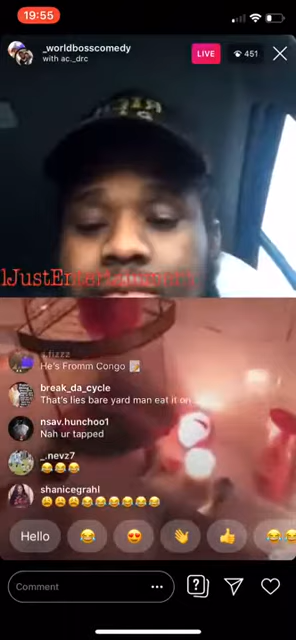 19:55
_worldbosscomedy
with ac._drc
LIVE
451
He's Fromm Congo
break_da_cycle
That's lies bare yard man eat it on
nsav.hunchoo1
Nah ur tapped
_.nevz7
shanicegrahl
Hello
Comment